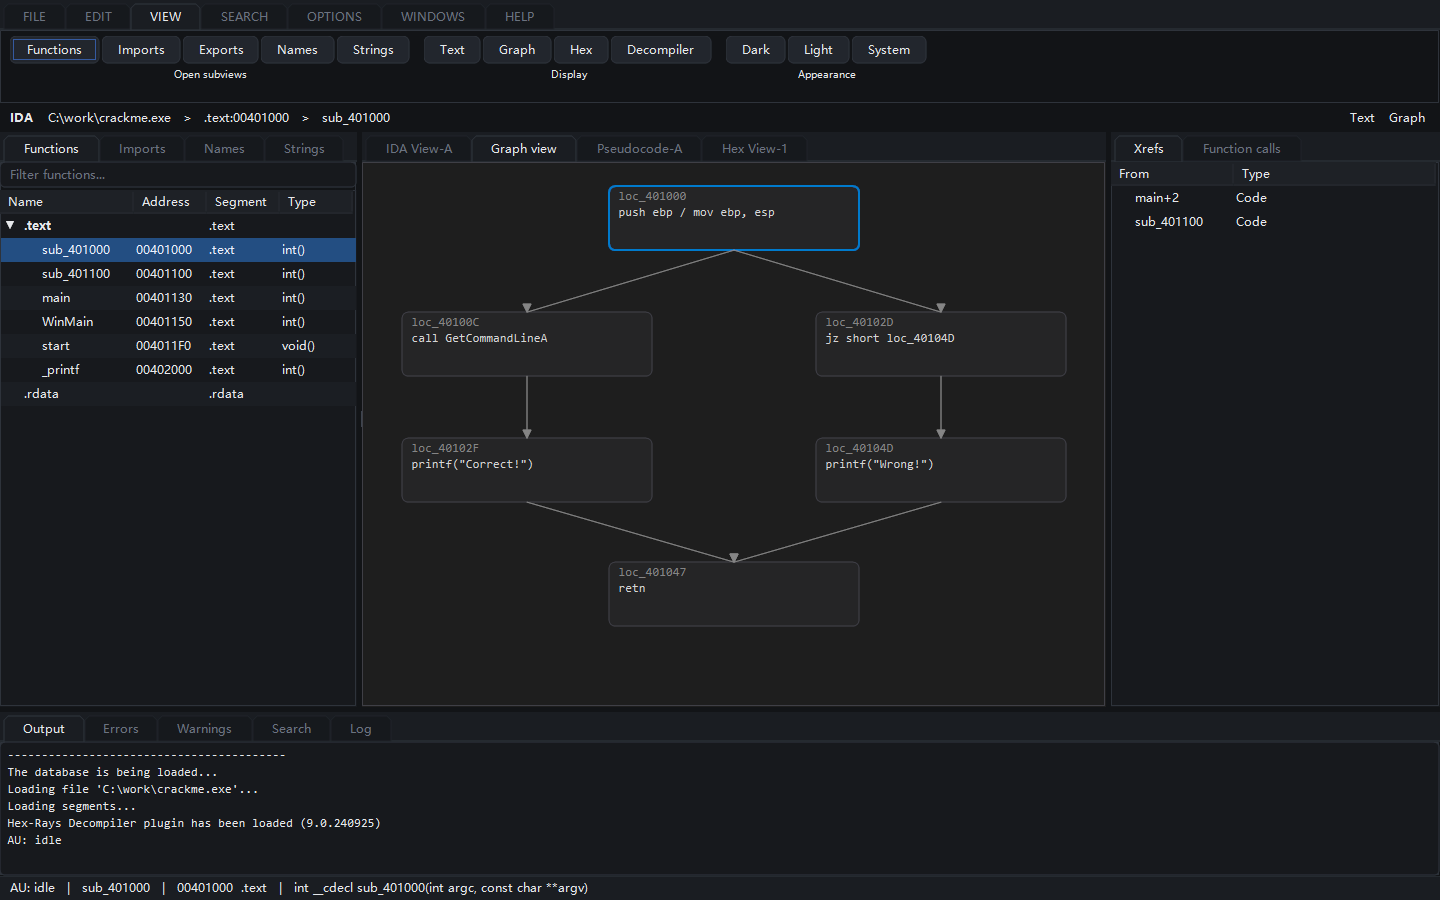 FILE EDIT VIEW SEARCH OPTIONS WINDOWS HELP
Functions Imports Exports Names Strings Text Graph Hex Decompiler Dark Light System
Open subviews Display Appearance
IDA C:\work\crackme.exe > .text:00401000 > sub_401000 Text Graph
Functions Imports Names Strings
Filter functions...
Name Address Segment Type
.text .text
sub_401000 00401000 .text int()
sub_401100 00401100 .text int()
main 00401130 .text int()
WinMain 00401150 .text int()
start 004011F0 .text void()
_printf 00402000 .text int()
.rdata .rdata
IDA View-A Graph view Pseudocode-A Hex View-1
loc_401000
push ebp / mov ebp, esp
loc_40100C
call GetCommandLineA
loc_40102D
jz short loc_40104D
loc_40102F
printf("Correct!")
loc_40104D
printf("Wrong!")
loc_401047
retn
Xrefs Function calls
From Type
main+2 Code
sub_401100 Code
Output Errors Warnings Search Log
-----------------------------------------
The database is being loaded...
Loading file 'C:\work\crackme.exe'...
Loading segments...
Hex-Rays Decompiler plugin has been loaded (9.0.240925)
AU: idle
AU: idle | sub_401000 | 00401000 .text | int __cdecl sub_401000(int argc, const char **argv)